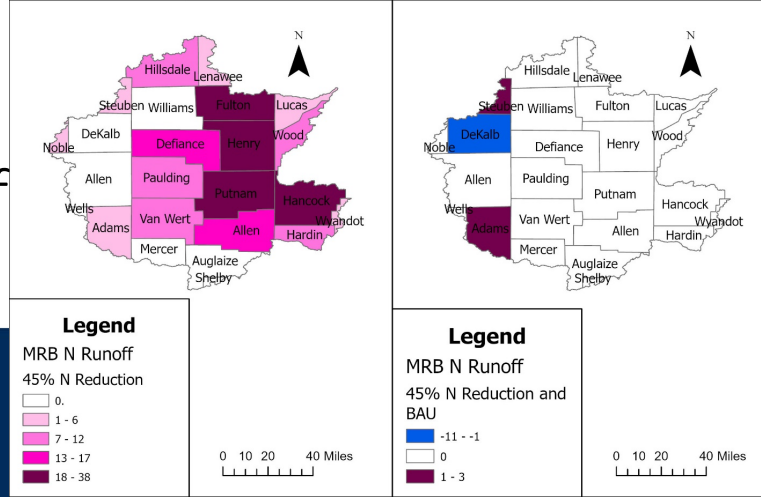 N
Hillsdale
Lenawee
Steuben
Williams
Fulton
Lucas
DeKalb
Wood
Noble
Defiance
Henry
Allen
Paulding
Putnam
Hancock
Wells
Adams
Van Wert
Allen
Wyandot
Hardin
Mercer
Auglaize
Shelby
Legend
MRB N Runoff
45% N Reduction
0.
1 - 6
7 - 12
13 - 17
18 - 38
0 10 20 40 Miles
N
Hillsdale
Lenawee
Steuben
Williams
Fulton
Lucas
DeKalb
Wood
Noble
Defiance
Henry
Allen
Paulding
Putnam
Hancock
Wells
Adams
Van Wert
Allen
Wyandot
Hardin
Mercer
Auglaize
Shelby
Legend
MRB N Runoff
45% N Reduction and
BAU
-11 - -1
0
1 - 3
0 10 20 40 Miles